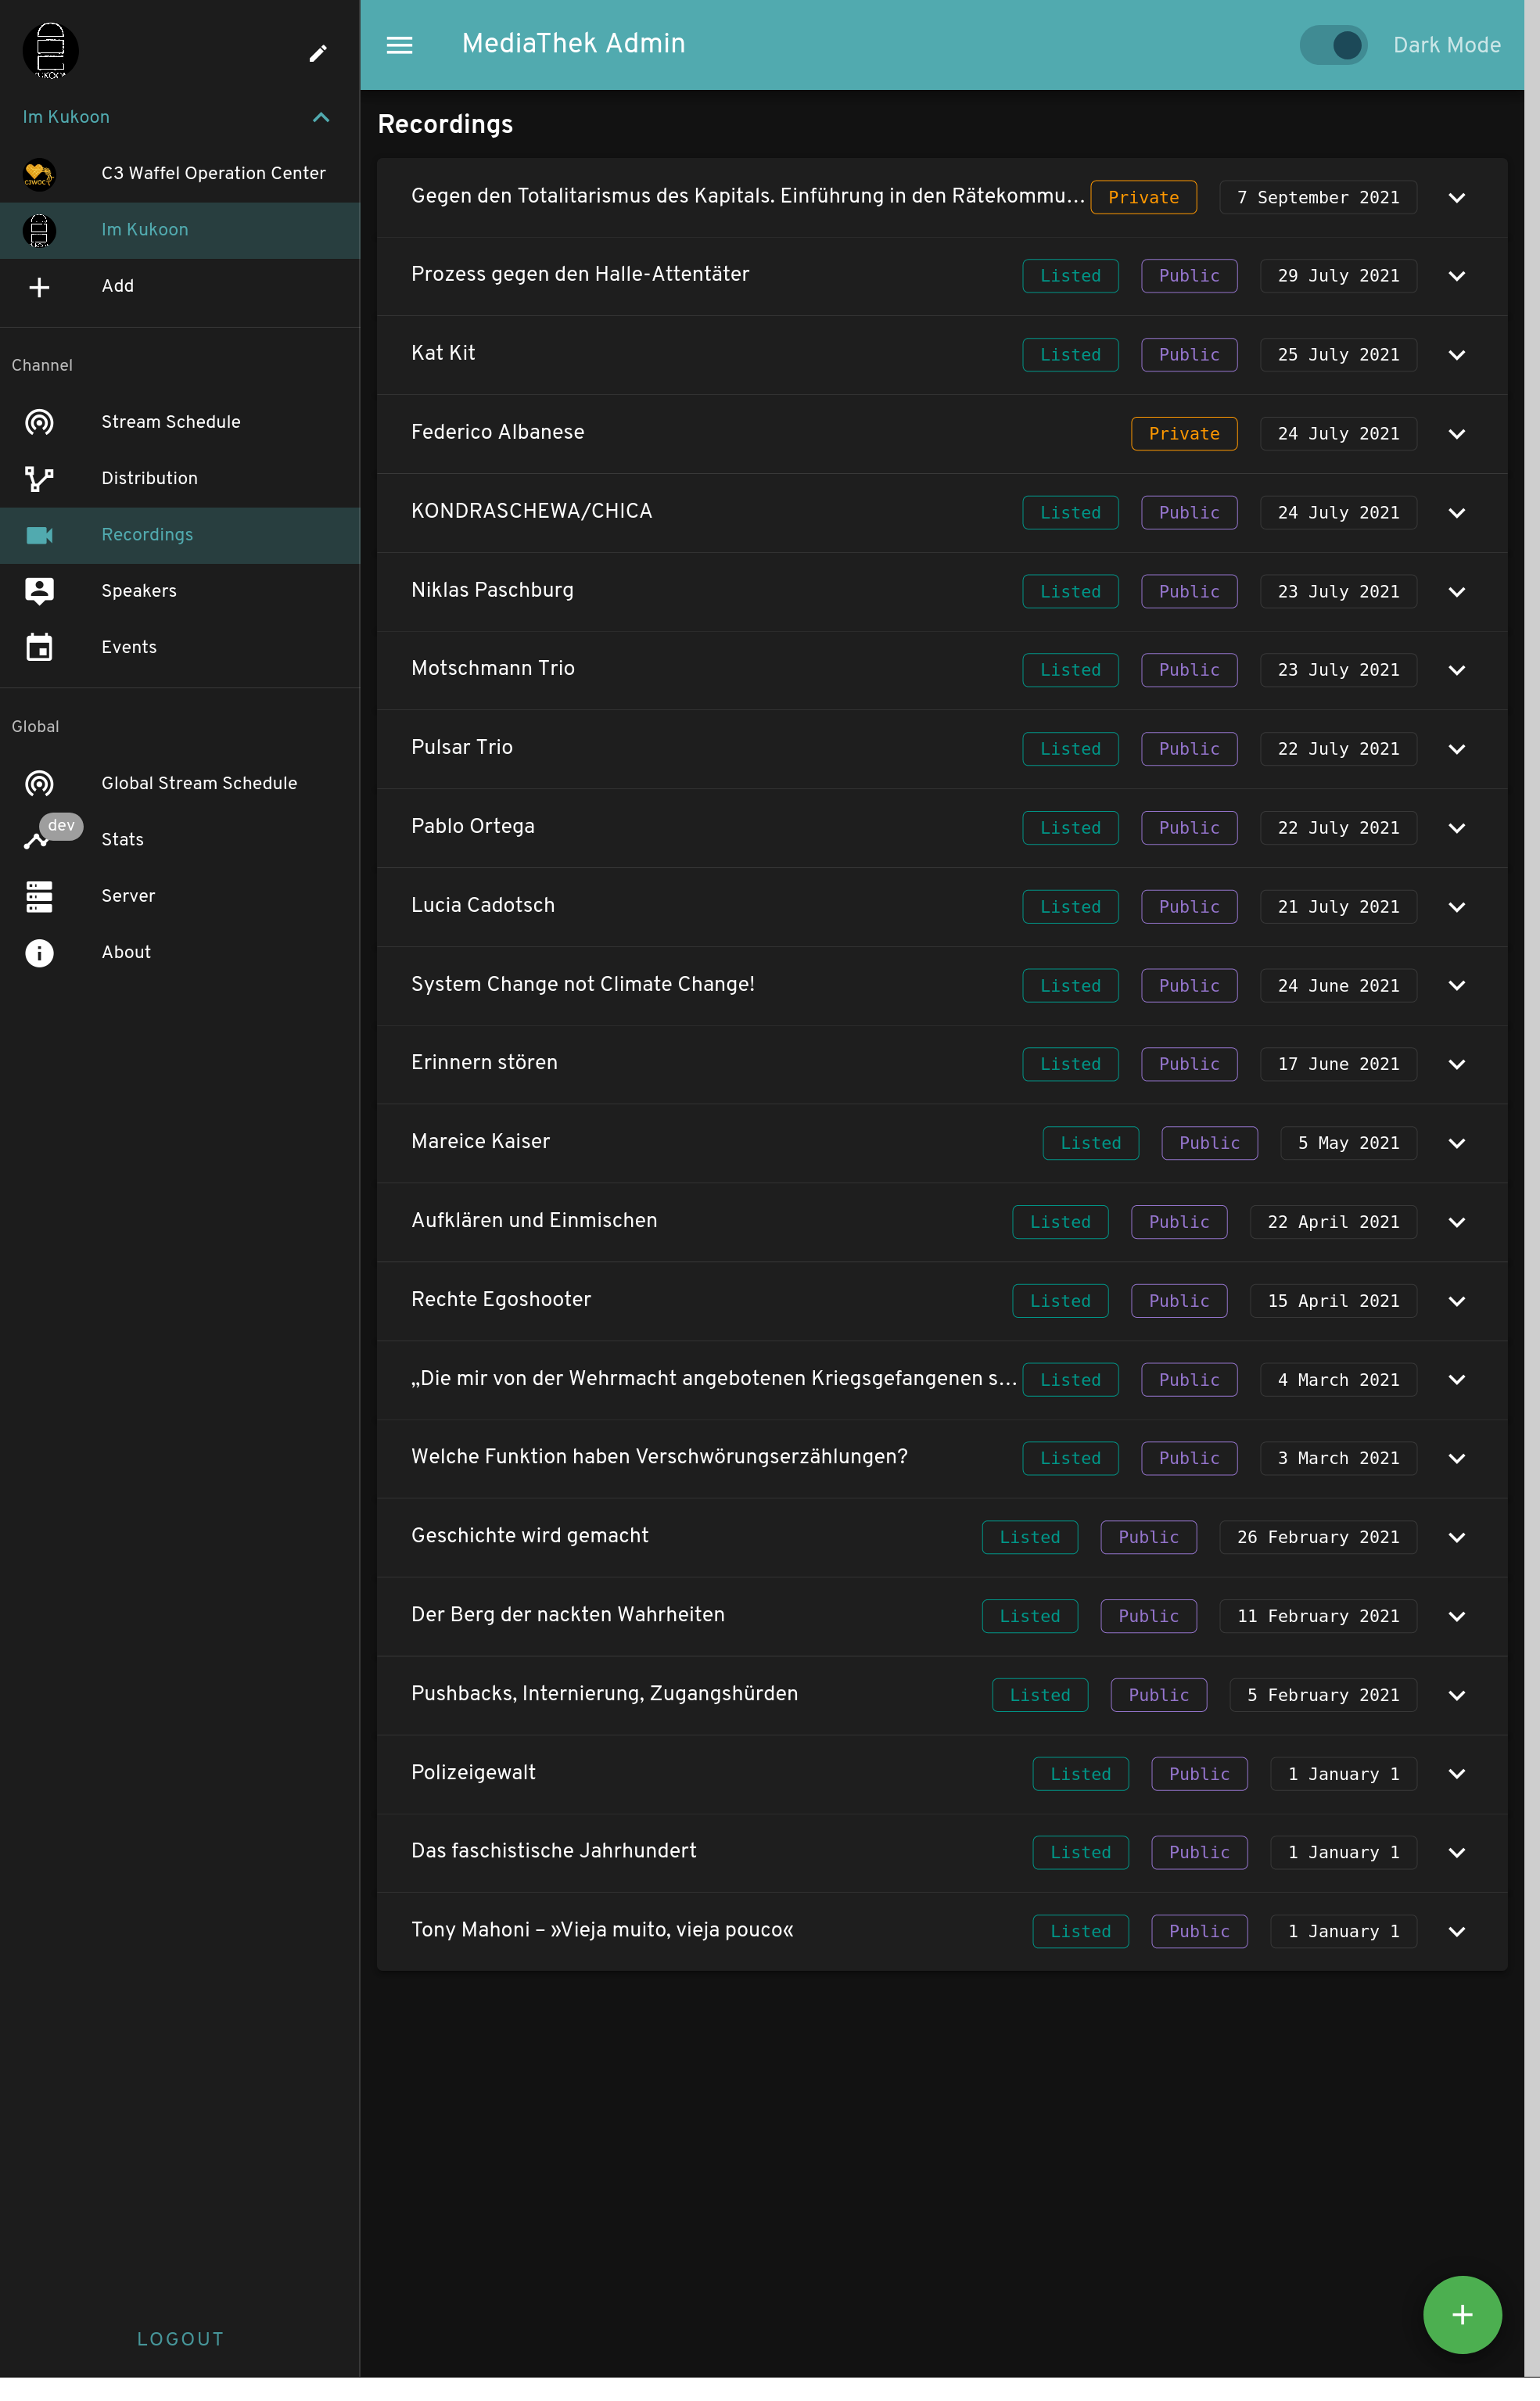 MediaThek Admin
Dark Mode
Im Kukoon
C3 Waffel Operation Center
Im Kukoon
Add
Channel
Stream Schedule
Distribution
Recordings
Speakers
Events
Global
Global Stream Schedule
dev
Stats
Server
About
LOGOUT
Recordings
Gegen den Totalitarismus des Kapitals. Einführung in den Rätekommu... Private 7 September 2021
Prozess gegen den Halle-Attentäter Listed Public 29 July 2021
Kat Kit Listed Public 25 July 2021
Federico Albanese Private 24 July 2021
KONDRASCHEWA/CHICA Listed Public 24 July 2021
Niklas Paschburg Listed Public 23 July 2021
Motschmann Trio Listed Public 23 July 2021
Pulsar Trio Listed Public 22 July 2021
Pablo Ortega Listed Public 22 July 2021
Lucia Cadotsch Listed Public 21 July 2021
System Change not Climate Change! Listed Public 24 June 2021
Erinnern stören Listed Public 17 June 2021
Mareice Kaiser Listed Public 5 May 2021
Aufklären und Einmischen Listed Public 22 April 2021
Rechte Egoshooter Listed Public 15 April 2021
„Die mir von der Wehrmacht angebotenen Kriegsgefangenen s... Listed Public 4 March 2021
Welche Funktion haben Verschwörungserzählungen? Listed Public 3 March 2021
Geschichte wird gemacht Listed Public 26 February 2021
Der Berg der nackten Wahrheiten Listed Public 11 February 2021
Pushbacks, Internierung, Zugangshürden Listed Public 5 February 2021
Polizeigewalt Listed Public 1 January 1
Das faschistische Jahrhundert Listed Public 1 January 1
Tony Mahoni – »Vieja muito, vieja pouco« Listed Public 1 January 1